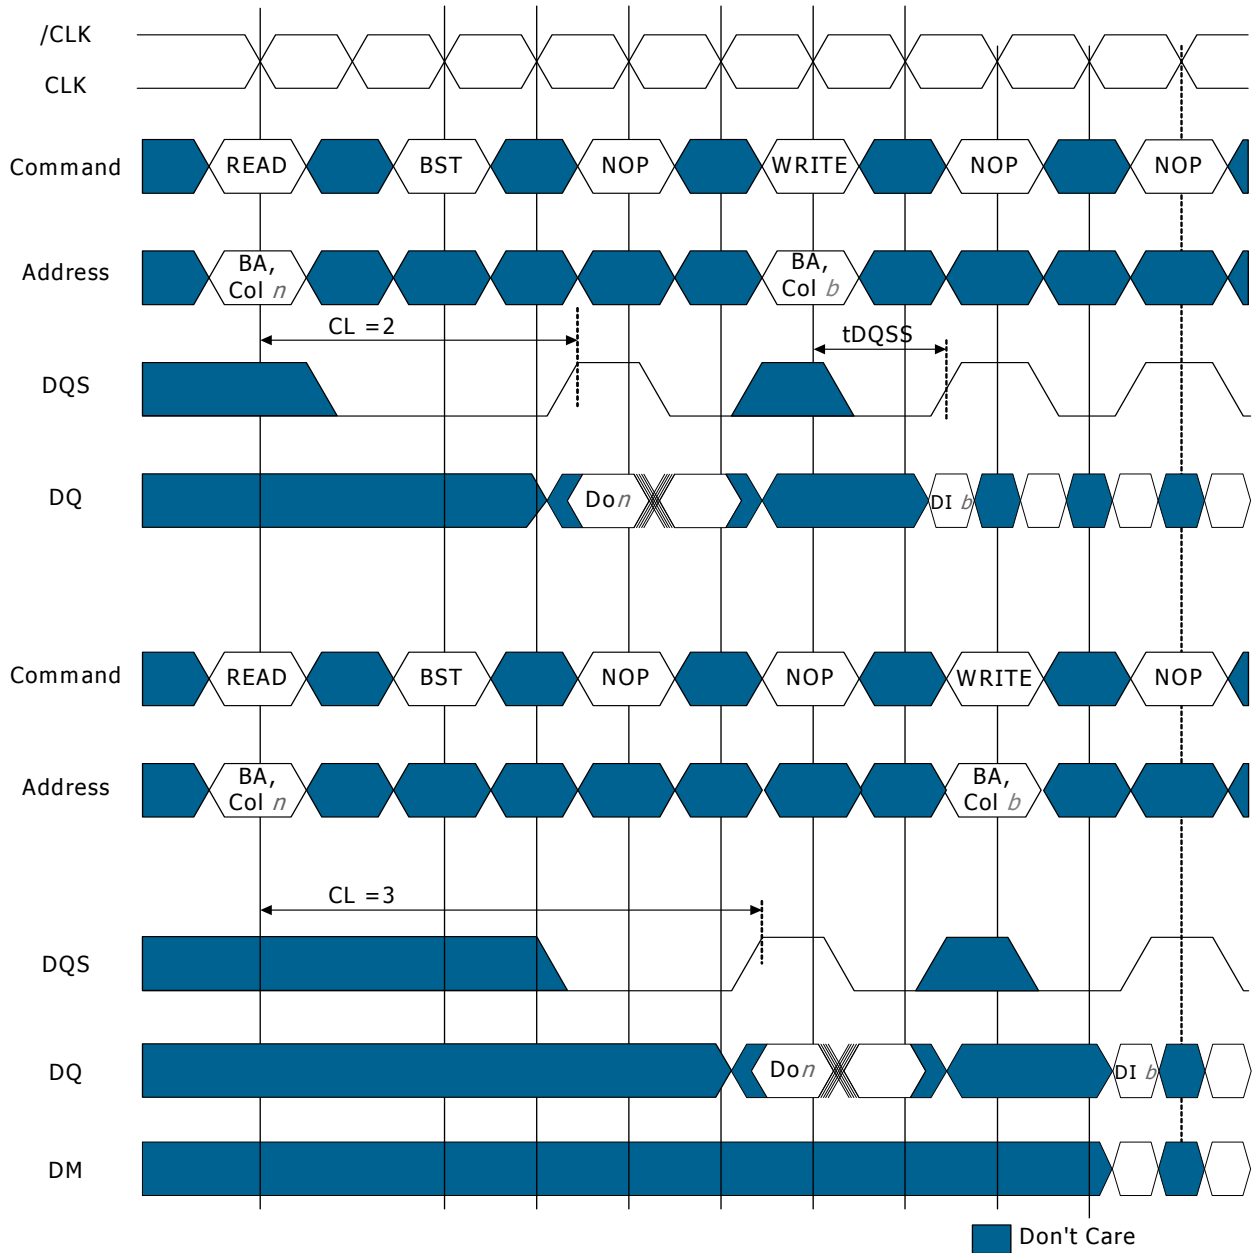 /CLK
CLK
Command READ BST NOP WRITE NOP NOP
Address BA, BA,
Col n Col b
CL =2 tDQSS
DQS
DQ Don DI b
Command READ BST NOP NOP WRITE NOP
Address BA, BA,
Col n Col b
CL =3
DQS
DQ Don DI b
DM
Don't Care